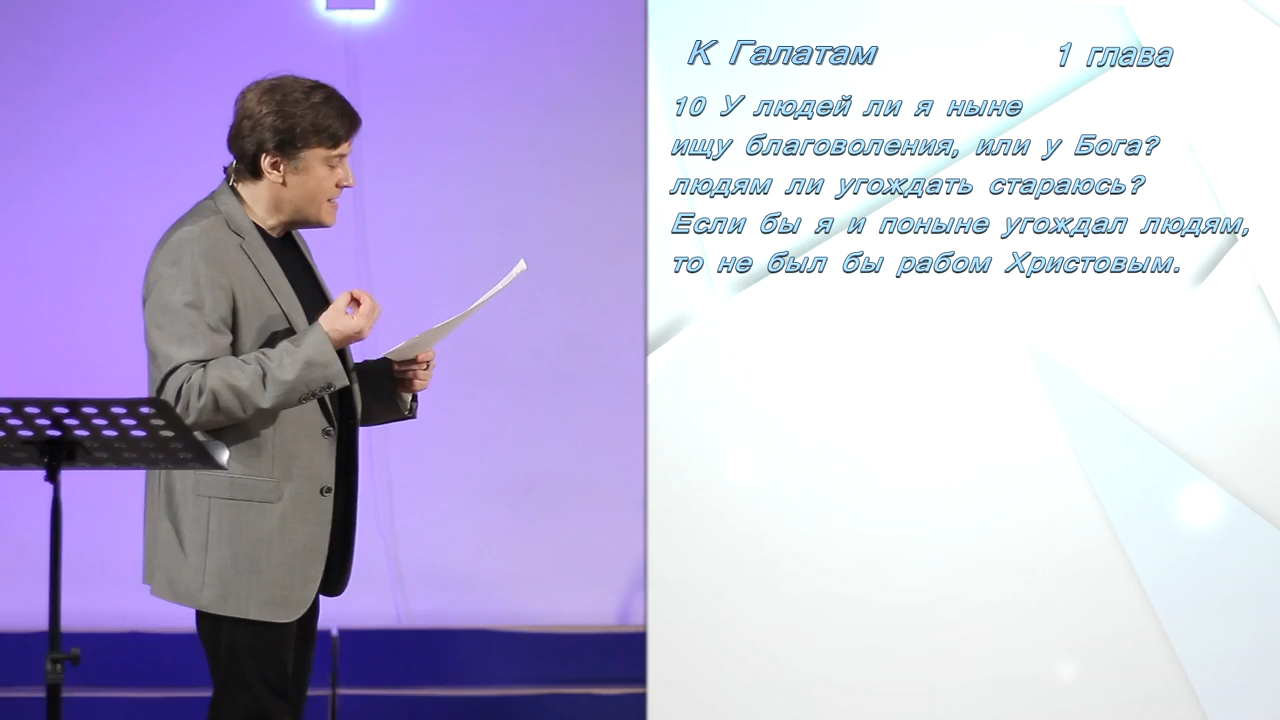 К Галатам 1 глава
10 У людей ли я ныне
ищу благоволения, или у Бога?
людям ли угождать стараюсь?
Если бы я и поныне угождал людям,
то не был бы рабом Христовым.